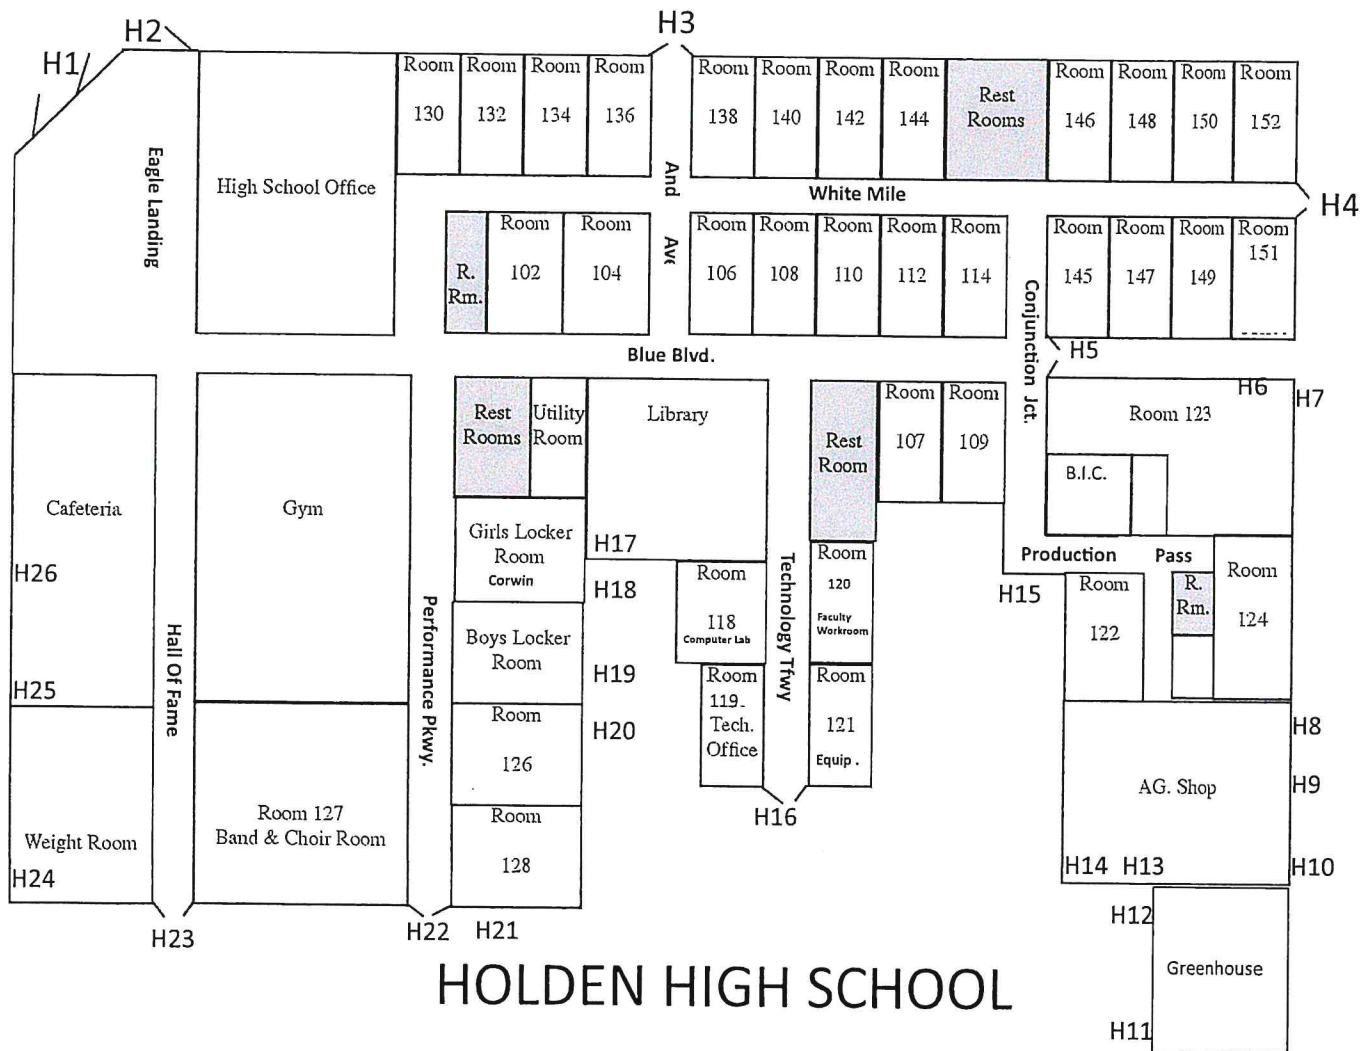 H1
H2
H3
Room
130
Room
132
Room
134
Room
136
Room
138
Room
140
Room
142
Room
144
Rest
Rooms
Room
146
Room
148
Room
150
Room
152
H4
Eagle Landing
High School Office
And
Ave
White Mile
R.
Rm.
Room
102
Room
104
Room
106
Room
108
Room
110
Room
112
Room
114
Room
145
Room
147
Room
149
Room
151
Conjunction Jct.
Blue Blvd.
H5
H6
H7
Cafeteria
H26
H25
Gym
Rest
Rooms
Utility
Room
Library
H17
Rest
Room
Room
107
Room
109
Room 123
B.I.C.
Girls Locker
Room
Corwin
H18
Boys Locker
Room
H19
Hall Of Fame
Performance Pkwy.
Room
118
Computer Lab
Technology Tfwy
Room
120
Faculty
Workroom
Production Pass
H15
Room
122
R.
Rm.
Room
124
Room
126
H20
Room
119-
Tech.
Office
Room
121
Equip .
H16
H8
H9
H10
AG. Shop
H14
H13
Weight Room
H24
Room 127
Band & Choir Room
Room
128
H23
H22
H21
H12
Greenhouse
H11
HOLDEN HIGH SCHOOL